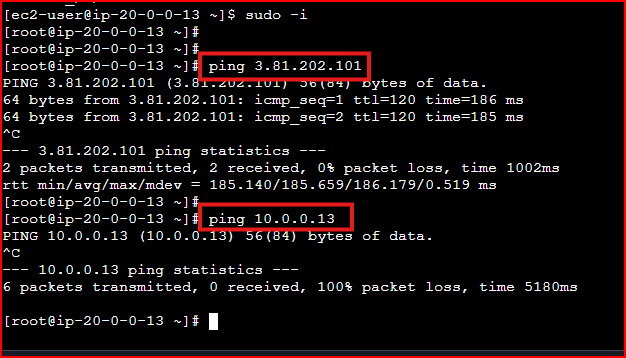 [ec2-user@ip-20-0-0-13 ~]$ sudo -i
[root@ip-20-0-0-13 ~]#
[root@ip-20-0-0-13 ~]#
[root@ip-20-0-0-13 ~]# ping 3.81.202.101
PING 3.81.202.101 (3.81.202.101) 56(84) bytes of data.
64 bytes from 3.81.202.101: icmp_seq=1 ttl=120 time=186 ms
64 bytes from 3.81.202.101: icmp_seq=2 ttl=120 time=185 ms
^C
--- 3.81.202.101 ping statistics ---
2 packets transmitted, 2 received, 0% packet loss, time 1002ms
rtt min/avg/max/mdev = 185.140/185.659/186.179/0.519 ms
[root@ip-20-0-0-13 ~]#
[root@ip-20-0-0-13 ~]# ping 10.0.0.13
PING 10.0.0.13 (10.0.0.13) 56(84) bytes of data.
^C
--- 10.0.0.13 ping statistics ---
6 packets transmitted, 0 received, 100% packet loss, time 5180ms
[root@ip-20-0-0-13 ~]#